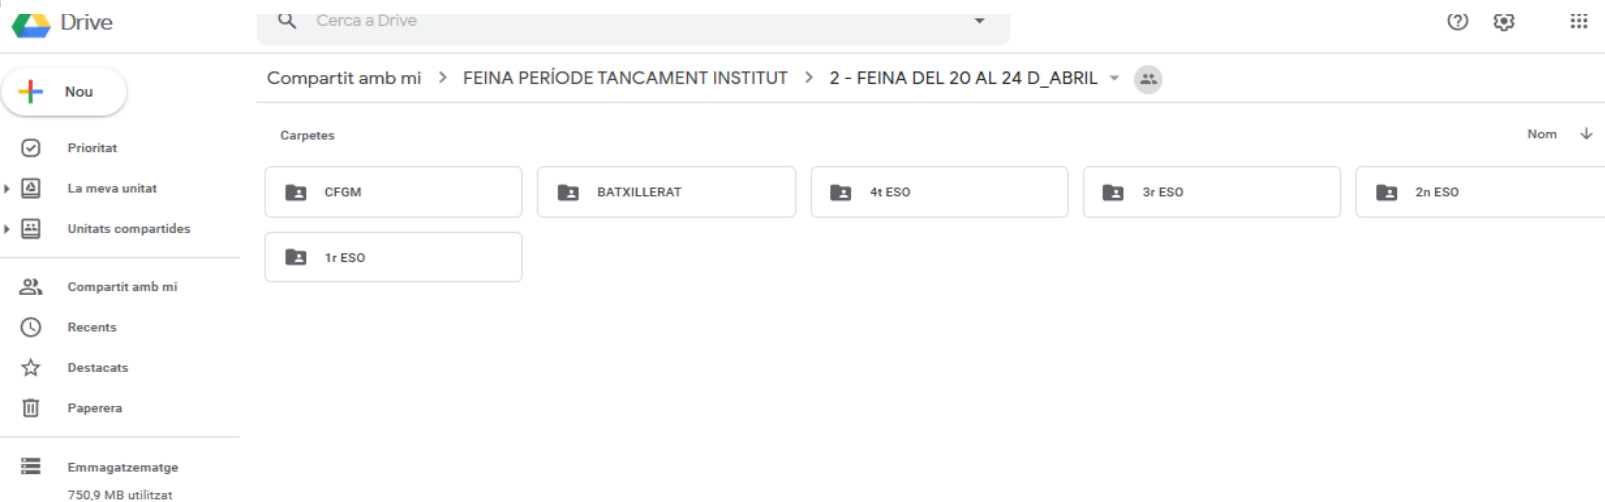 Drive
Cerca a Drive
Nou
Compartit amb mi > FEINA PERÍODE TANCAMENT INSTITUT > 2 - FEINA DEL 20 AL 24 D_ABRIL
Carpetes
Nom
Prioritat
La meva unitat
Unitats compartides
Compartit amb mi
Recents
Destacats
Paperera
Emmagatzematge
750,9 MB utilitzat
CFGM
BATXILLERAT
4t ESO
3r ESO
2n ESO
1r ESO